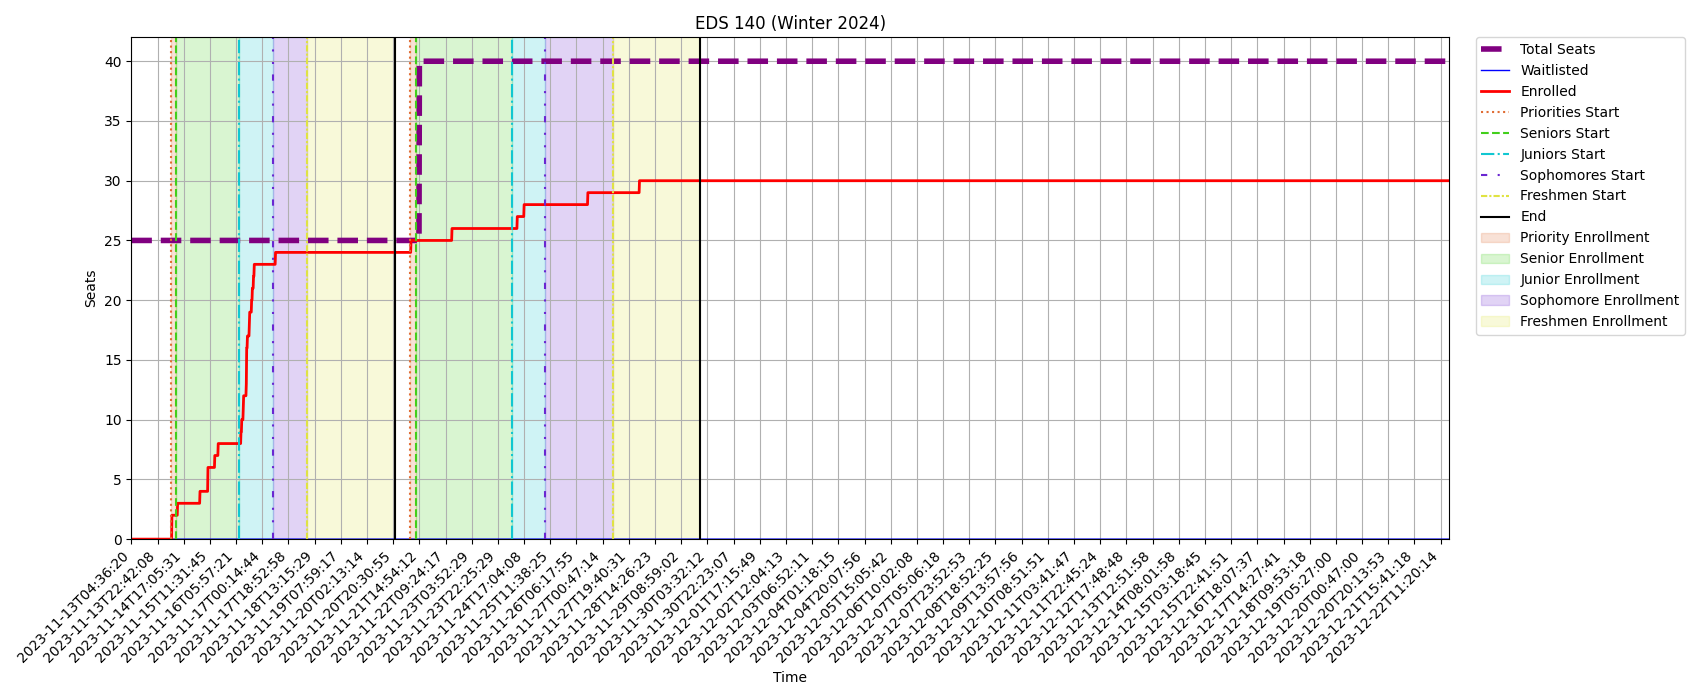 EDS 140 (Winter 2024)
40
35
30
25
20
15
10
5
0
Seats
2023-11-13T04:36:20
2023-11-13T22:42:08
2023-11-14T17:05:31
2023-11-15T11:31:45
2023-11-16T05:57:21
2023-11-17T00:14:44
2023-11-17T18:52:58
2023-11-18T13:15:29
2023-11-19T07:59:17
2023-11-20T02:13:14
2023-11-20T20:30:55
2023-11-21T14:54:12
2023-11-22T09:24:17
2023-11-23T03:52:29
2023-11-23T22:25:29
2023-11-24T17:04:08
2023-11-25T11:38:25
2023-11-26T06:17:55
2023-11-27T00:47:14
2023-11-27T19:40:31
2023-11-28T14:26:23
2023-11-29T08:59:02
2023-11-30T03:32:12
2023-11-30T22:23:07
2023-12-01T17:15:49
2023-12-02T12:04:13
2023-12-03T06:52:11
2023-12-04T01:18:15
2023-12-04T20:07:56
2023-12-05T15:05:42
2023-12-06T10:02:08
2023-12-07T05:06:18
2023-12-07T23:52:53
2023-12-08T18:52:25
2023-12-09T13:57:56
2023-12-10T08:51:51
2023-12-11T03:41:47
2023-12-11T22:45:24
2023-12-12T17:48:48
2023-12-13T12:51:58
2023-12-14T08:01:58
2023-12-15T03:18:45
2023-12-15T22:41:51
2023-12-16T18:07:37
2023-12-17T14:27:41
2023-12-18T09:53:18
2023-12-19T05:27:00
2023-12-20T00:47:00
2023-12-20T20:13:53
2023-12-21T15:41:18
2023-12-22T11:20:14
Time
Total Seats
Waitlisted
Enrolled
Priorities Start
Seniors Start
Juniors Start
Sophomores Start
Freshmen Start
End
Priority Enrollment
Senior Enrollment
Junior Enrollment
Sophomore Enrollment
Freshmen Enrollment